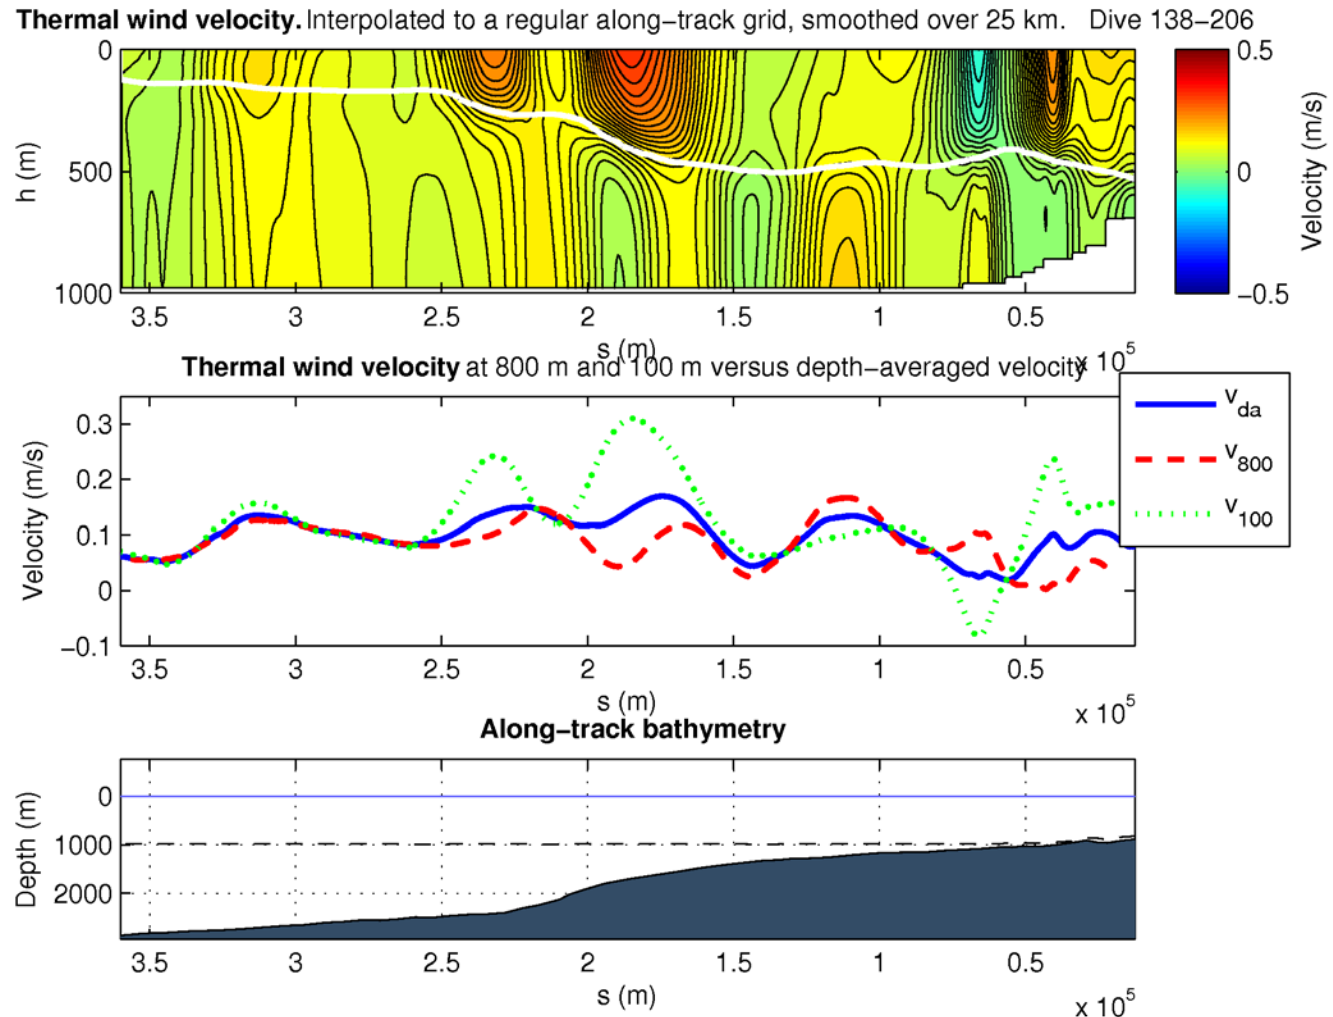 Thermal wind velocity. Interpolated to a regular along−track grid, smoothed over 25 km. Dive 138−206
0
500
1000
h (m)
3.5 3 2.5 2 1.5 1 0.5
s (m)
x 10^5
0.5
0
−0.5
Velocity (m/s)
Thermal wind velocity at 800 m and 100 m versus depth−averaged velocity
0.3
0.2
0.1
0
−0.1
Velocity (m/s)
v_da
v_800
v_100
3.5 3 2.5 2 1.5 1 0.5
s (m)
x 10^5
Along−track bathymetry
0
1000
2000
Depth (m)
3.5 3 2.5 2 1.5 1 0.5
s (m)
x 10^5